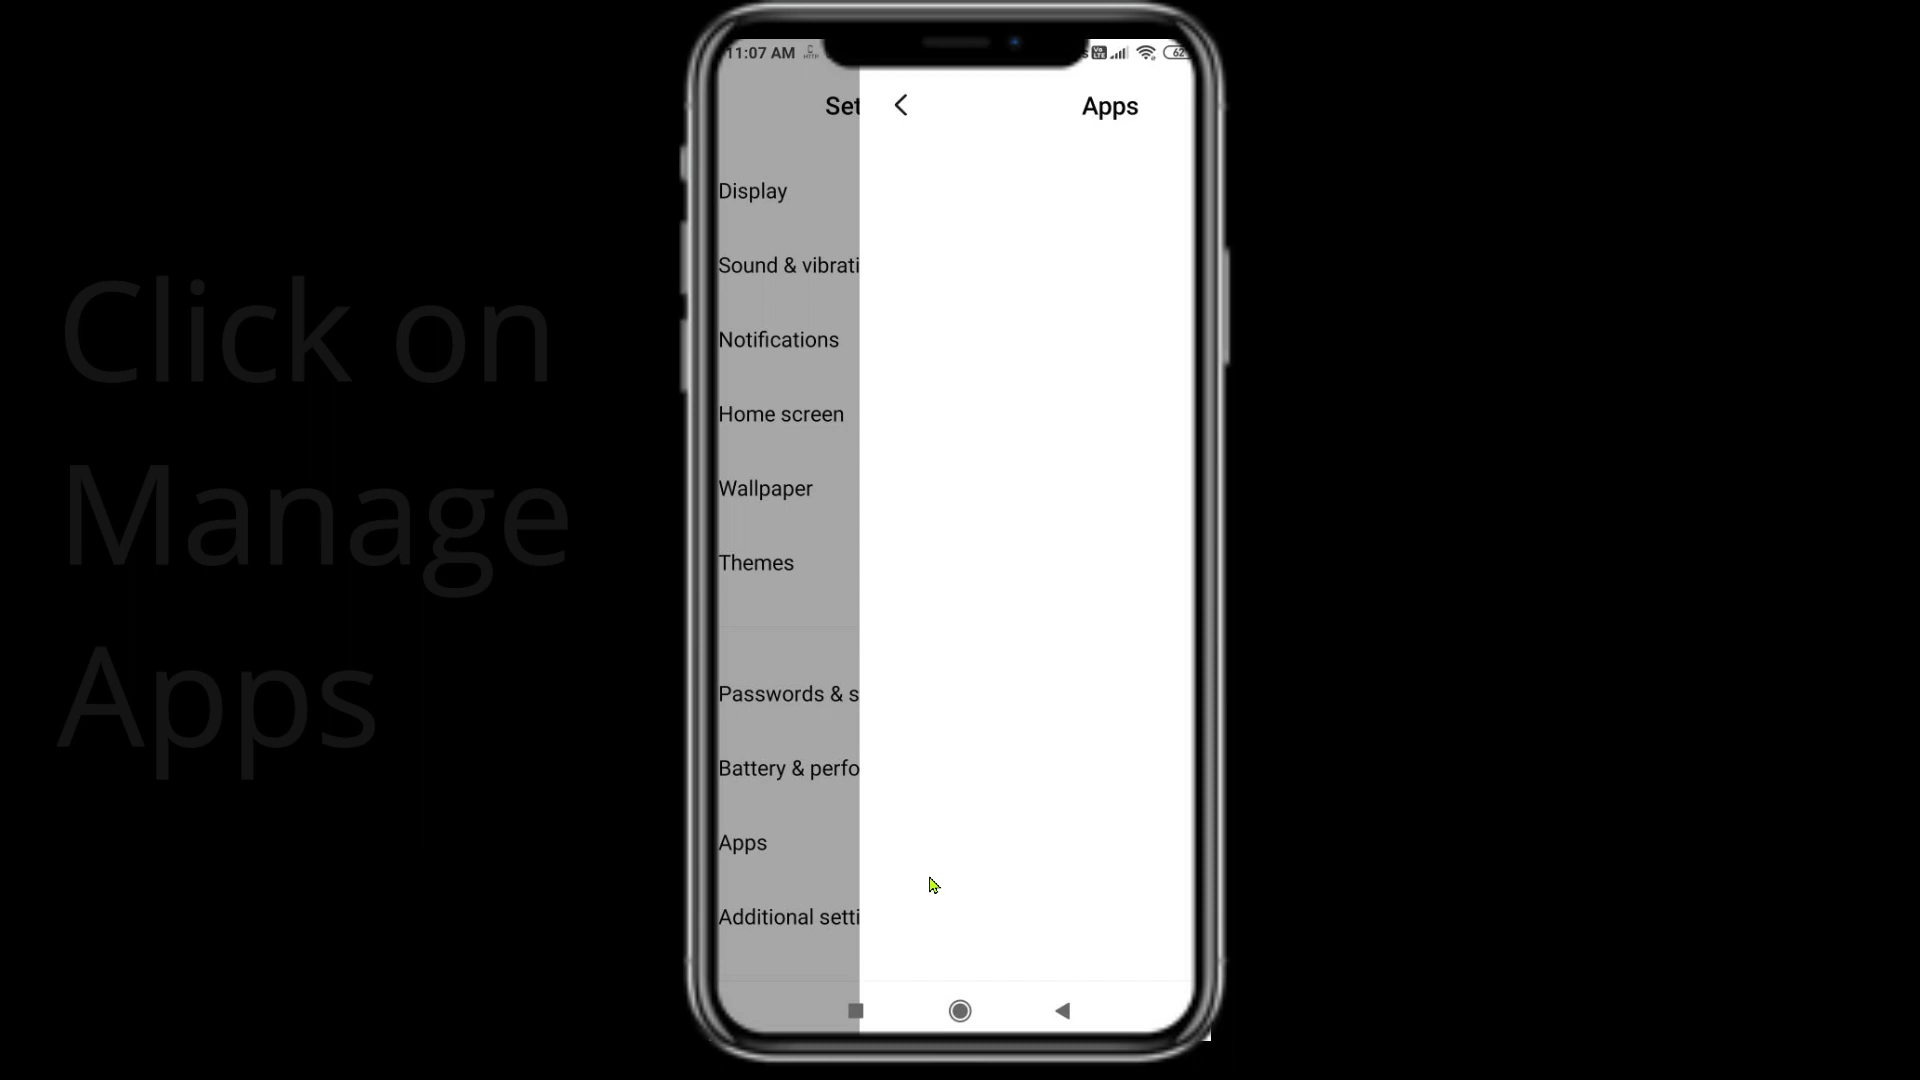 Click on
Manage
Apps
11:07 AM
62
Set
Apps
Display
Sound & vibrati
Notifications
Home screen
Wallpaper
Themes
Passwords & s
Battery & perfo
Apps
Additional setti